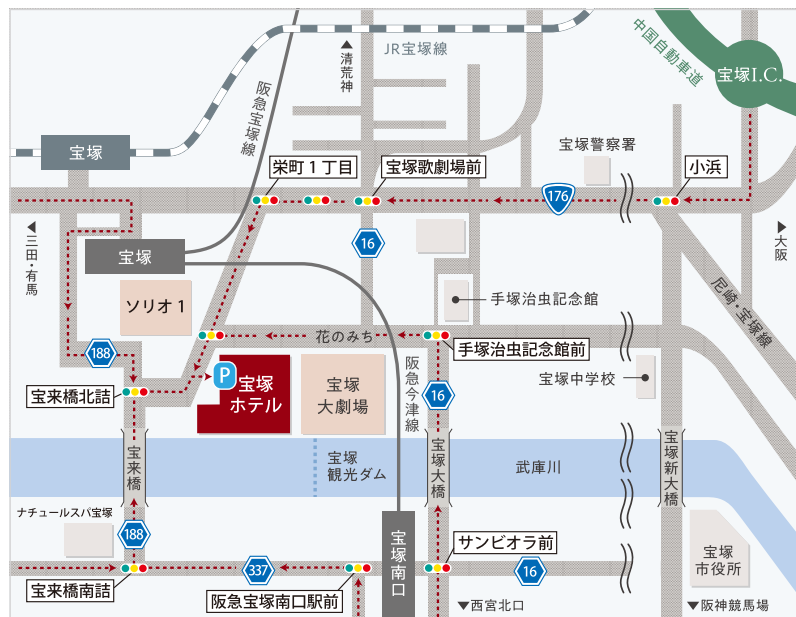 JR宝塚線
中国自動車道
宝塚I.C.
▲清荒神
阪急宝塚線
宝塚
栄町1丁目
宝塚歌劇場前
宝塚警察署
小浜
176
16
▼三田・有馬
宝塚
▶大阪
ソリオ1
手塚治虫記念館
尼崎・宝塚線
花のみち
手塚治虫記念館前
188
P
宝塚
ホテル
宝塚
大劇場
阪急今津線
16
宝塚中学校
宝来橋北詰
宝来橋
宝塚
観光ダム
宝塚大橋
武庫川
宝塚新大橋
ナチュールスパ宝塚
188
宝塚南口
サンビオラ前
宝塚
市役所
337
16
宝来橋南詰
阪急宝塚南口駅前
▼西宮北口
▼阪神競馬場